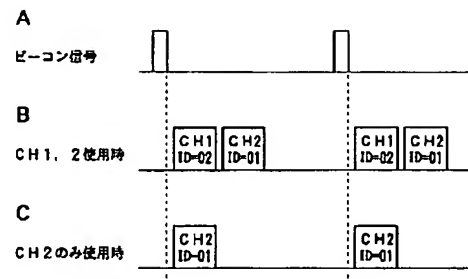 A
ビーコン信号
B
CH1, 2使用時
CH1 CH2 CH1 CH2
ID=02 ID=01 ID=02 ID=01
C
CH2のみ使用時
CH2 CH2
ID=01 ID=01